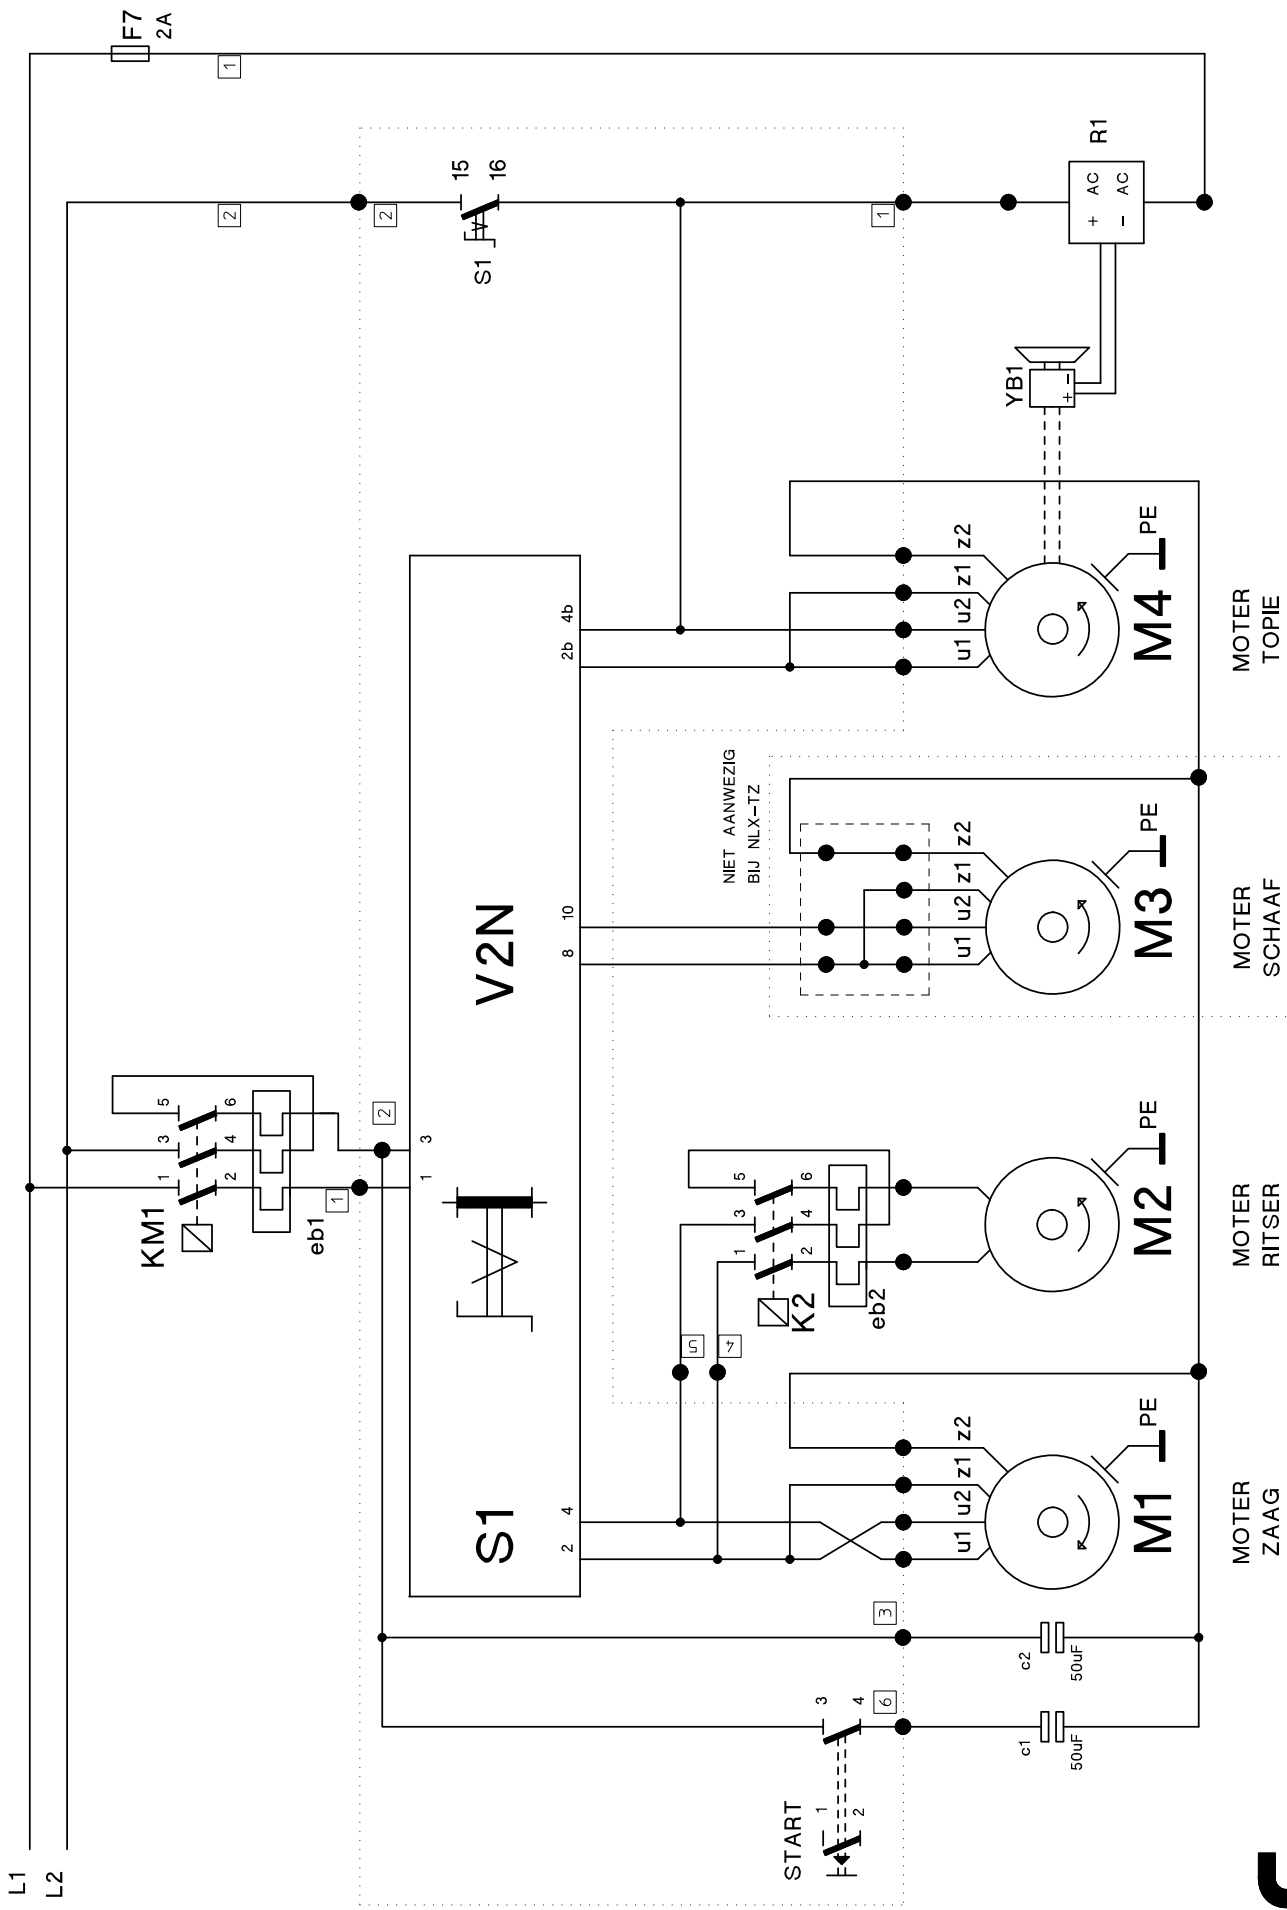 L1
L2
F7
2A
1
2
2
15
16
S1
1
R1
AC
AC
+
−
YB1
+
−
KM1
1
3
5
2
4
6
eb1
1
2
1
3
S1
V2N
2
4
8
10
2b
4b
5
4
K2
1
3
5
2
4
6
eb2
NIET AANWEZIG
BIJ NLX-TZ
START
1
2
3
4
6
3
c1
50uF
c2
50uF
u1
u2
z1
z2
M1
PE
MOTER
ZAAG
M2
PE
MOTER
RITSER
u1
u2
z1
z2
M3
PE
MOTER
SCHAAF
u1
u2
z1
z2
M4
PE
MOTER
TOPIE